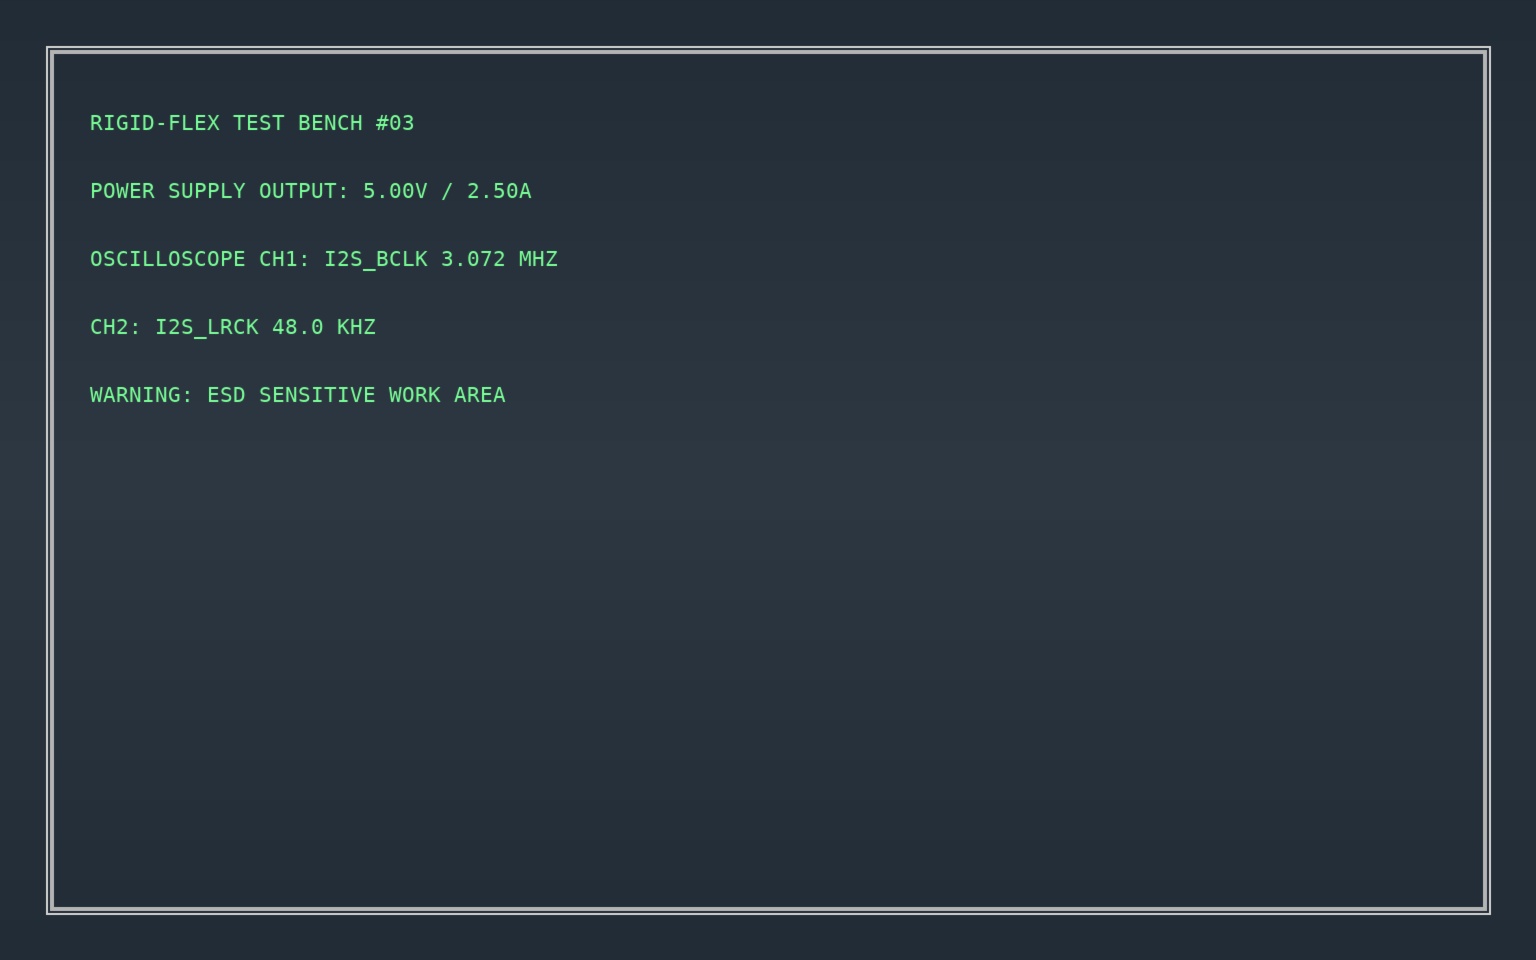 RIGID-FLEX TEST BENCH #03
POWER SUPPLY OUTPUT: 5.00V / 2.50A
OSCILLOSCOPE CH1: I2S_BCLK 3.072 MHZ
CH2: I2S_LRCK 48.0 KHZ
WARNING: ESD SENSITIVE WORK AREA